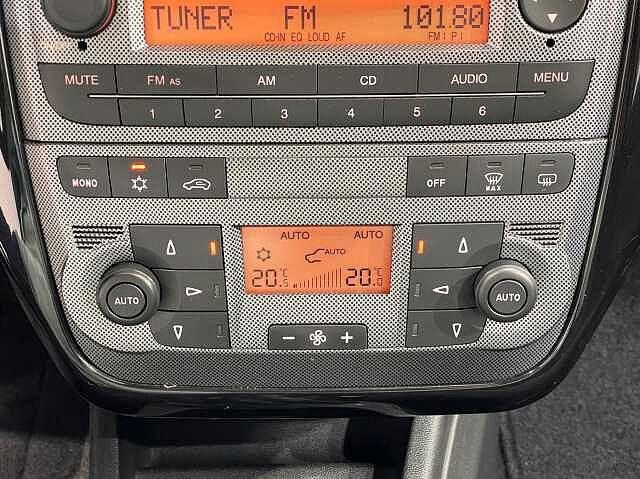 TUNER FM 101.80
CD-IN EQ LOUD AF FM1 P1
MUTE FM AS AM CD AUDIO MENU
1 2 3 4 5 6
MONO OFF MAX
AUTO AUTO
AUTO
20.5 °C 20.0 °C
AUTO AUTO
- +